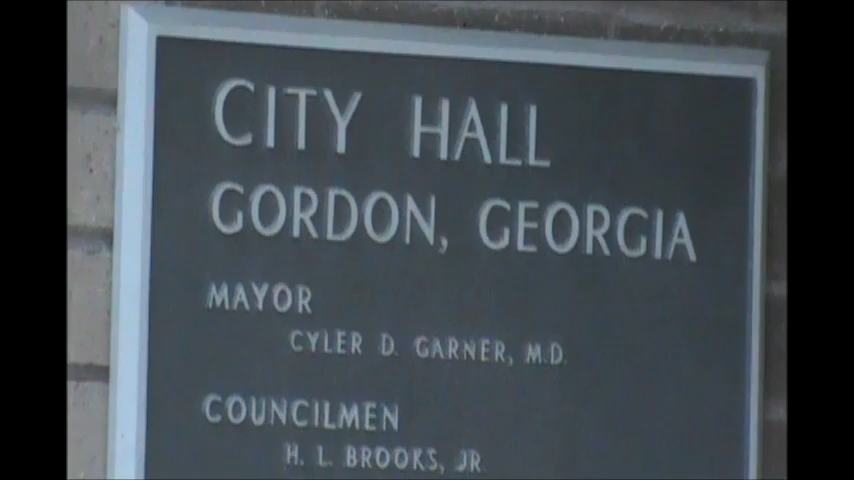 CITY HALL
GORDON, GEORGIA
MAYOR
CYLER D. GARNER, M.D.
COUNCILMEN
H. L. BROOKS, JR.